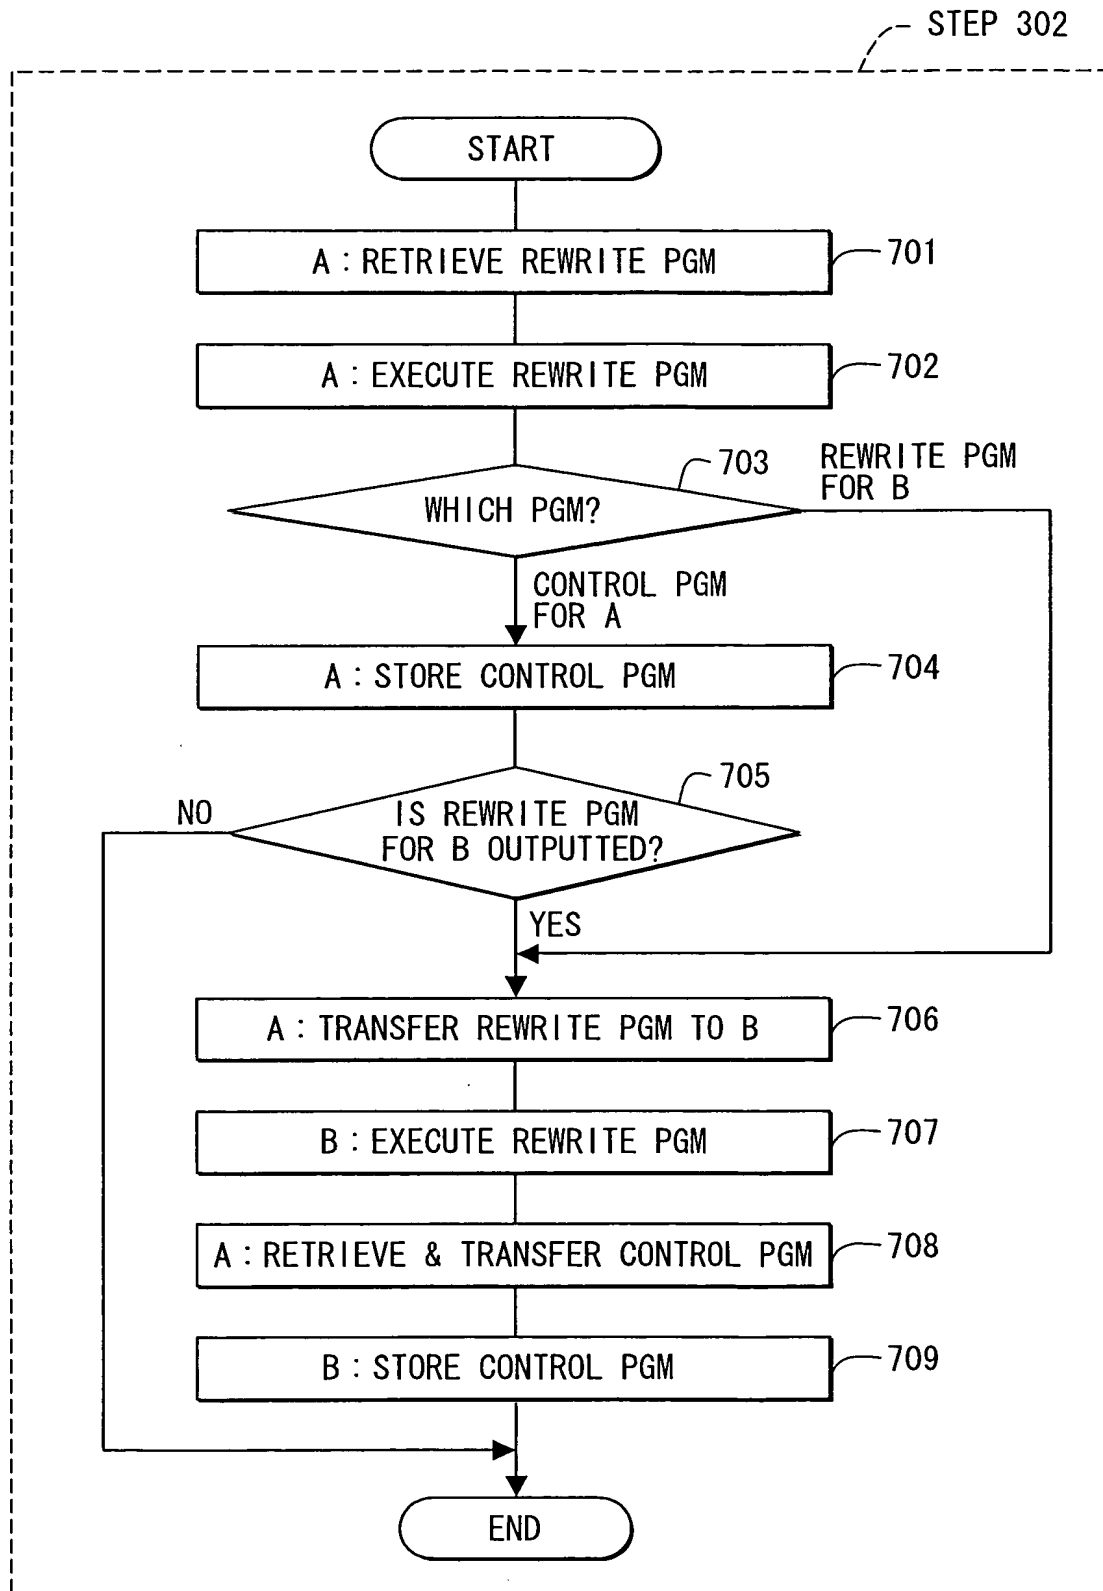 STEP 302
START
A : RETRIEVE REWRITE PGM
701
A : EXECUTE REWRITE PGM
702
703
WHICH PGM?
REWRITE PGM
FOR B
CONTROL PGM
FOR A
A : STORE CONTROL PGM
704
705
IS REWRITE PGM
FOR B OUTPUTTED?
NO
YES
A : TRANSFER REWRITE PGM TO B
706
B : EXECUTE REWRITE PGM
707
A : RETRIEVE & TRANSFER CONTROL PGM
708
B : STORE CONTROL PGM
709
END